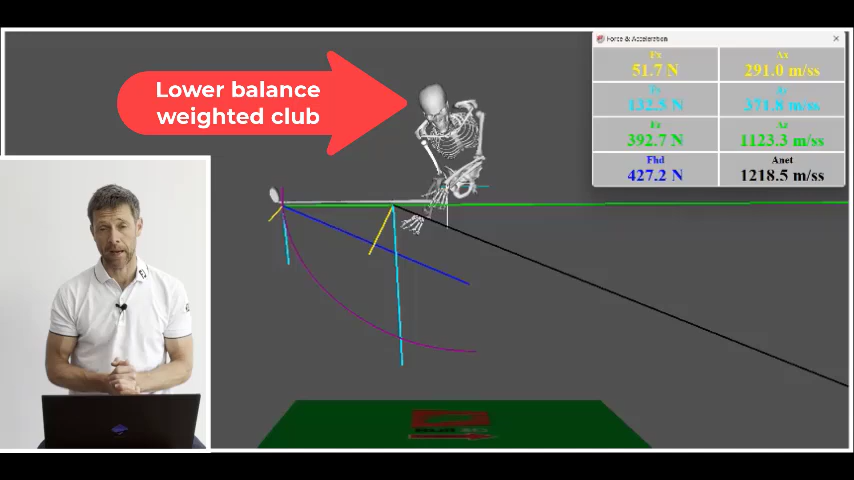 Lower balance
weighted club
Force & Acceleration
Fx Ax
51.7 N 291.0 m/ss
Fy Ay
132.5 N 371.8 m/ss
Fz Az
392.7 N 1123.3 m/ss
Fhd Anet
427.2 N 1218.5 m/ss